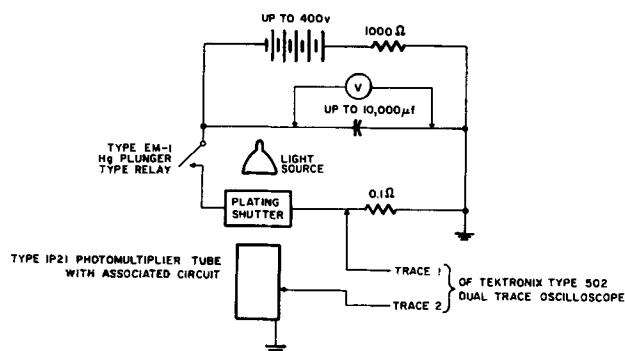 UP TO 400v
1000 Ω
V
UP TO 10,000μf
TYPE EM-1
Hg PLUNGER
TYPE RELAY
LIGHT
SOURCE
PLATING
SHUTTER
0.1Ω
TYPE IP21 PHOTOMULTIPLIER TUBE
WITH ASSOCIATED CIRCUIT
TRACE 1
TRACE 2
OF TEKTRONIX TYPE 502
DUAL TRACE OSCILLOSCOPE